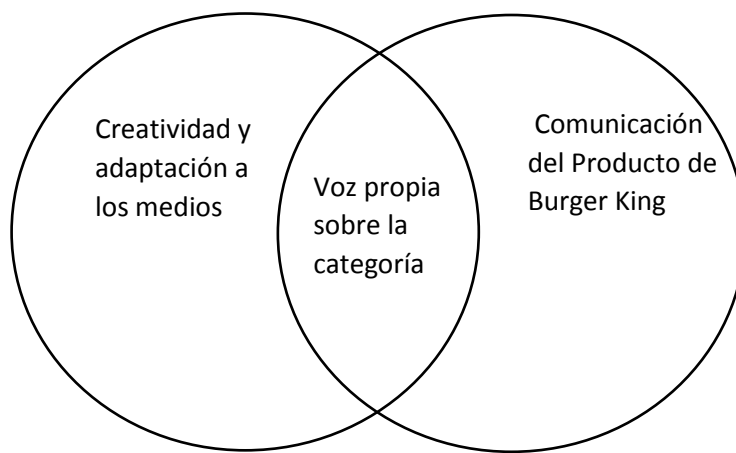 Creatividad y
adaptación a
los medios
Voz propia
sobre la
categoría
Comunicación
del Producto de
Burger King